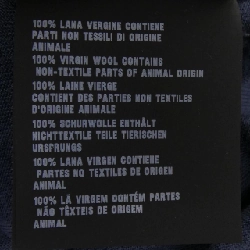 100% LANA VERGINE CONTIENE
PARTI NON TESSILI DI ORIGINE
ANIMALE
100% VIRGIN WOOL CONTAINS
NON-TEXTILE PARTS OF ANIMAL ORIGIN
100% LAINE VIERGE
CONTIENT DES PARTIES NON TEXTILES
D'ORIGINE ANIMALE
100% SCHURWOLLE ENTHÄLT
NICHTTEXTILE TEILE TIERISCHEN
URSPRUNGS
100% LANA VIRGEN CONTIENE
PARTES NO TEXTILES DE ORIGEN
ANIMAL
100% LÃ VIRGEM CONTÉM PARTES
NÃO TÊXTEIS DE ORIGEM
ANIMAL